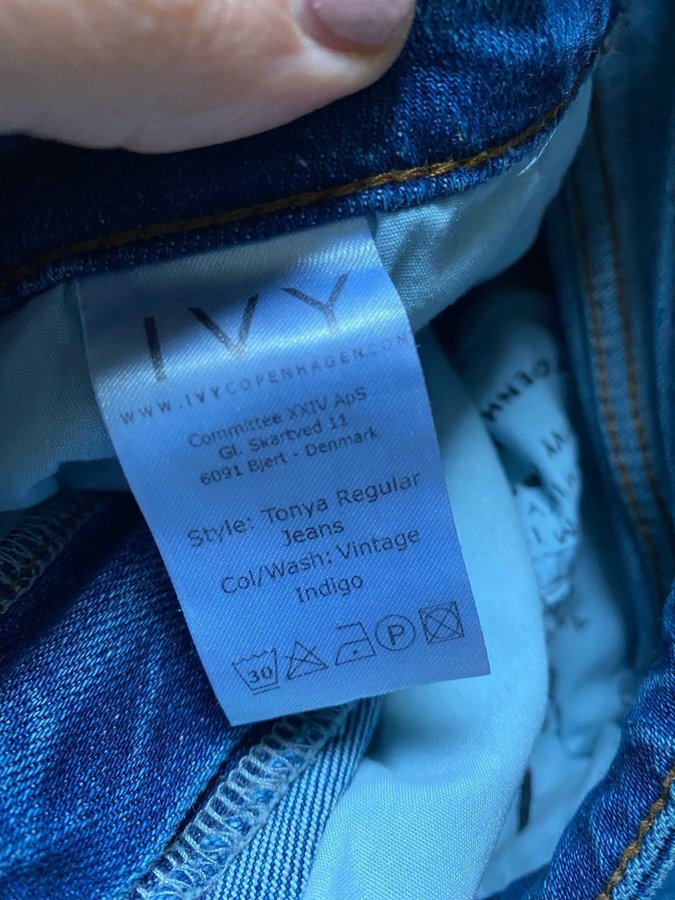 IVY
WWW.IVYCOPENHAGEN.COM
Committee XXIV ApS
Gl. Skartved 11
6091 Bjert - Denmark
Style: Tonya Regular
Jeans
Col/Wash: Vintage
Indigo
30 P